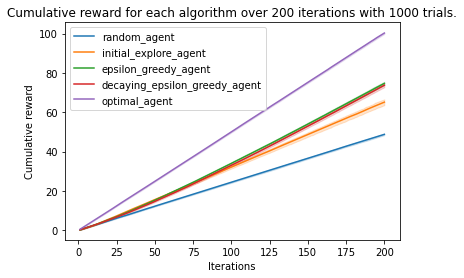 Cumulative reward for each algorithm over 200 iterations with 1000 trials.
random_agent
initial_explore_agent
epsilon_greedy_agent
decaying_epsilon_greedy_agent
optimal_agent
Cumulative reward
100
80
60
40
20
0
0 25 50 75 100 125 150 175 200
Iterations